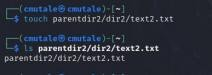 ┌──(cmutale㉿cmutale)-[~]
└─$ touch parentdir2/dir2/text2.txt
┌──(cmutale㉿cmutale)-[~]
└─$ ls parentdir2/dir2/text2.txt
parentdir2/dir2/text2.txt